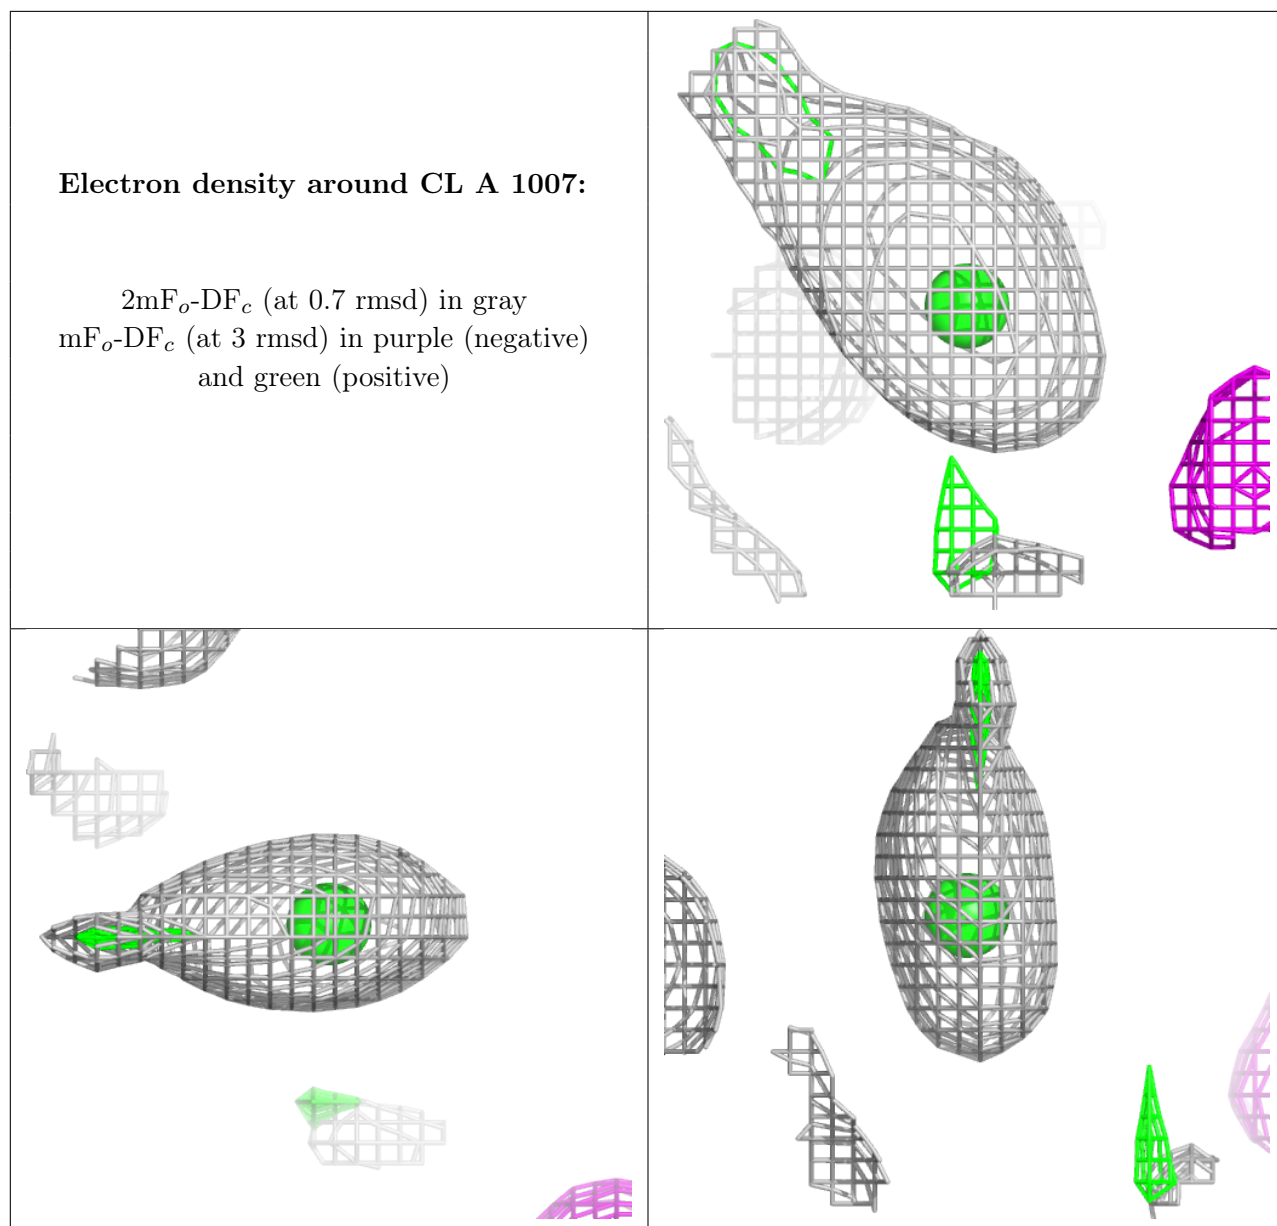 Electron density around CL A 1007:
2mFo-DFc (at 0.7 rmsd) in gray
mFo-DFc (at 3 rmsd) in purple (negative)
and green (positive)